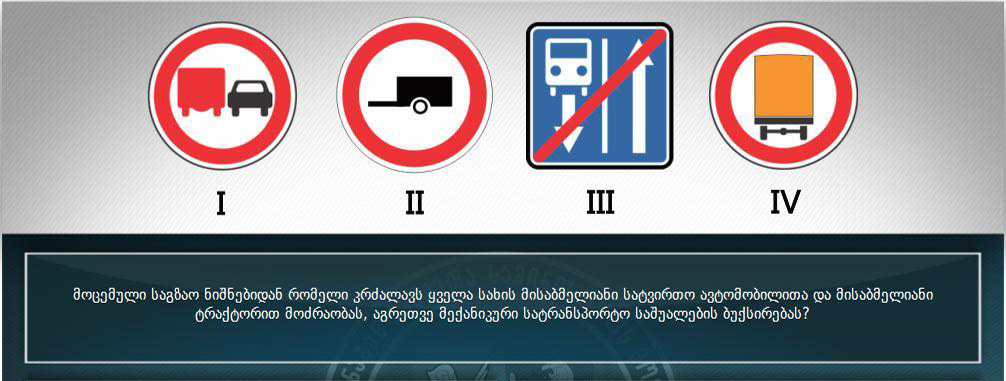 I II III IV
მოცემული საგზაო ნიშნებიდან რომელი კრძალავს ყველა სახის მისაბმელიანი სატვირთო ავტომობილითა და მისაბმელიანი
ტრაქტორით მოძრაობას, აგრეთვე მექანიკური სატრანსპორტო საშუალების ბუქსირებას?